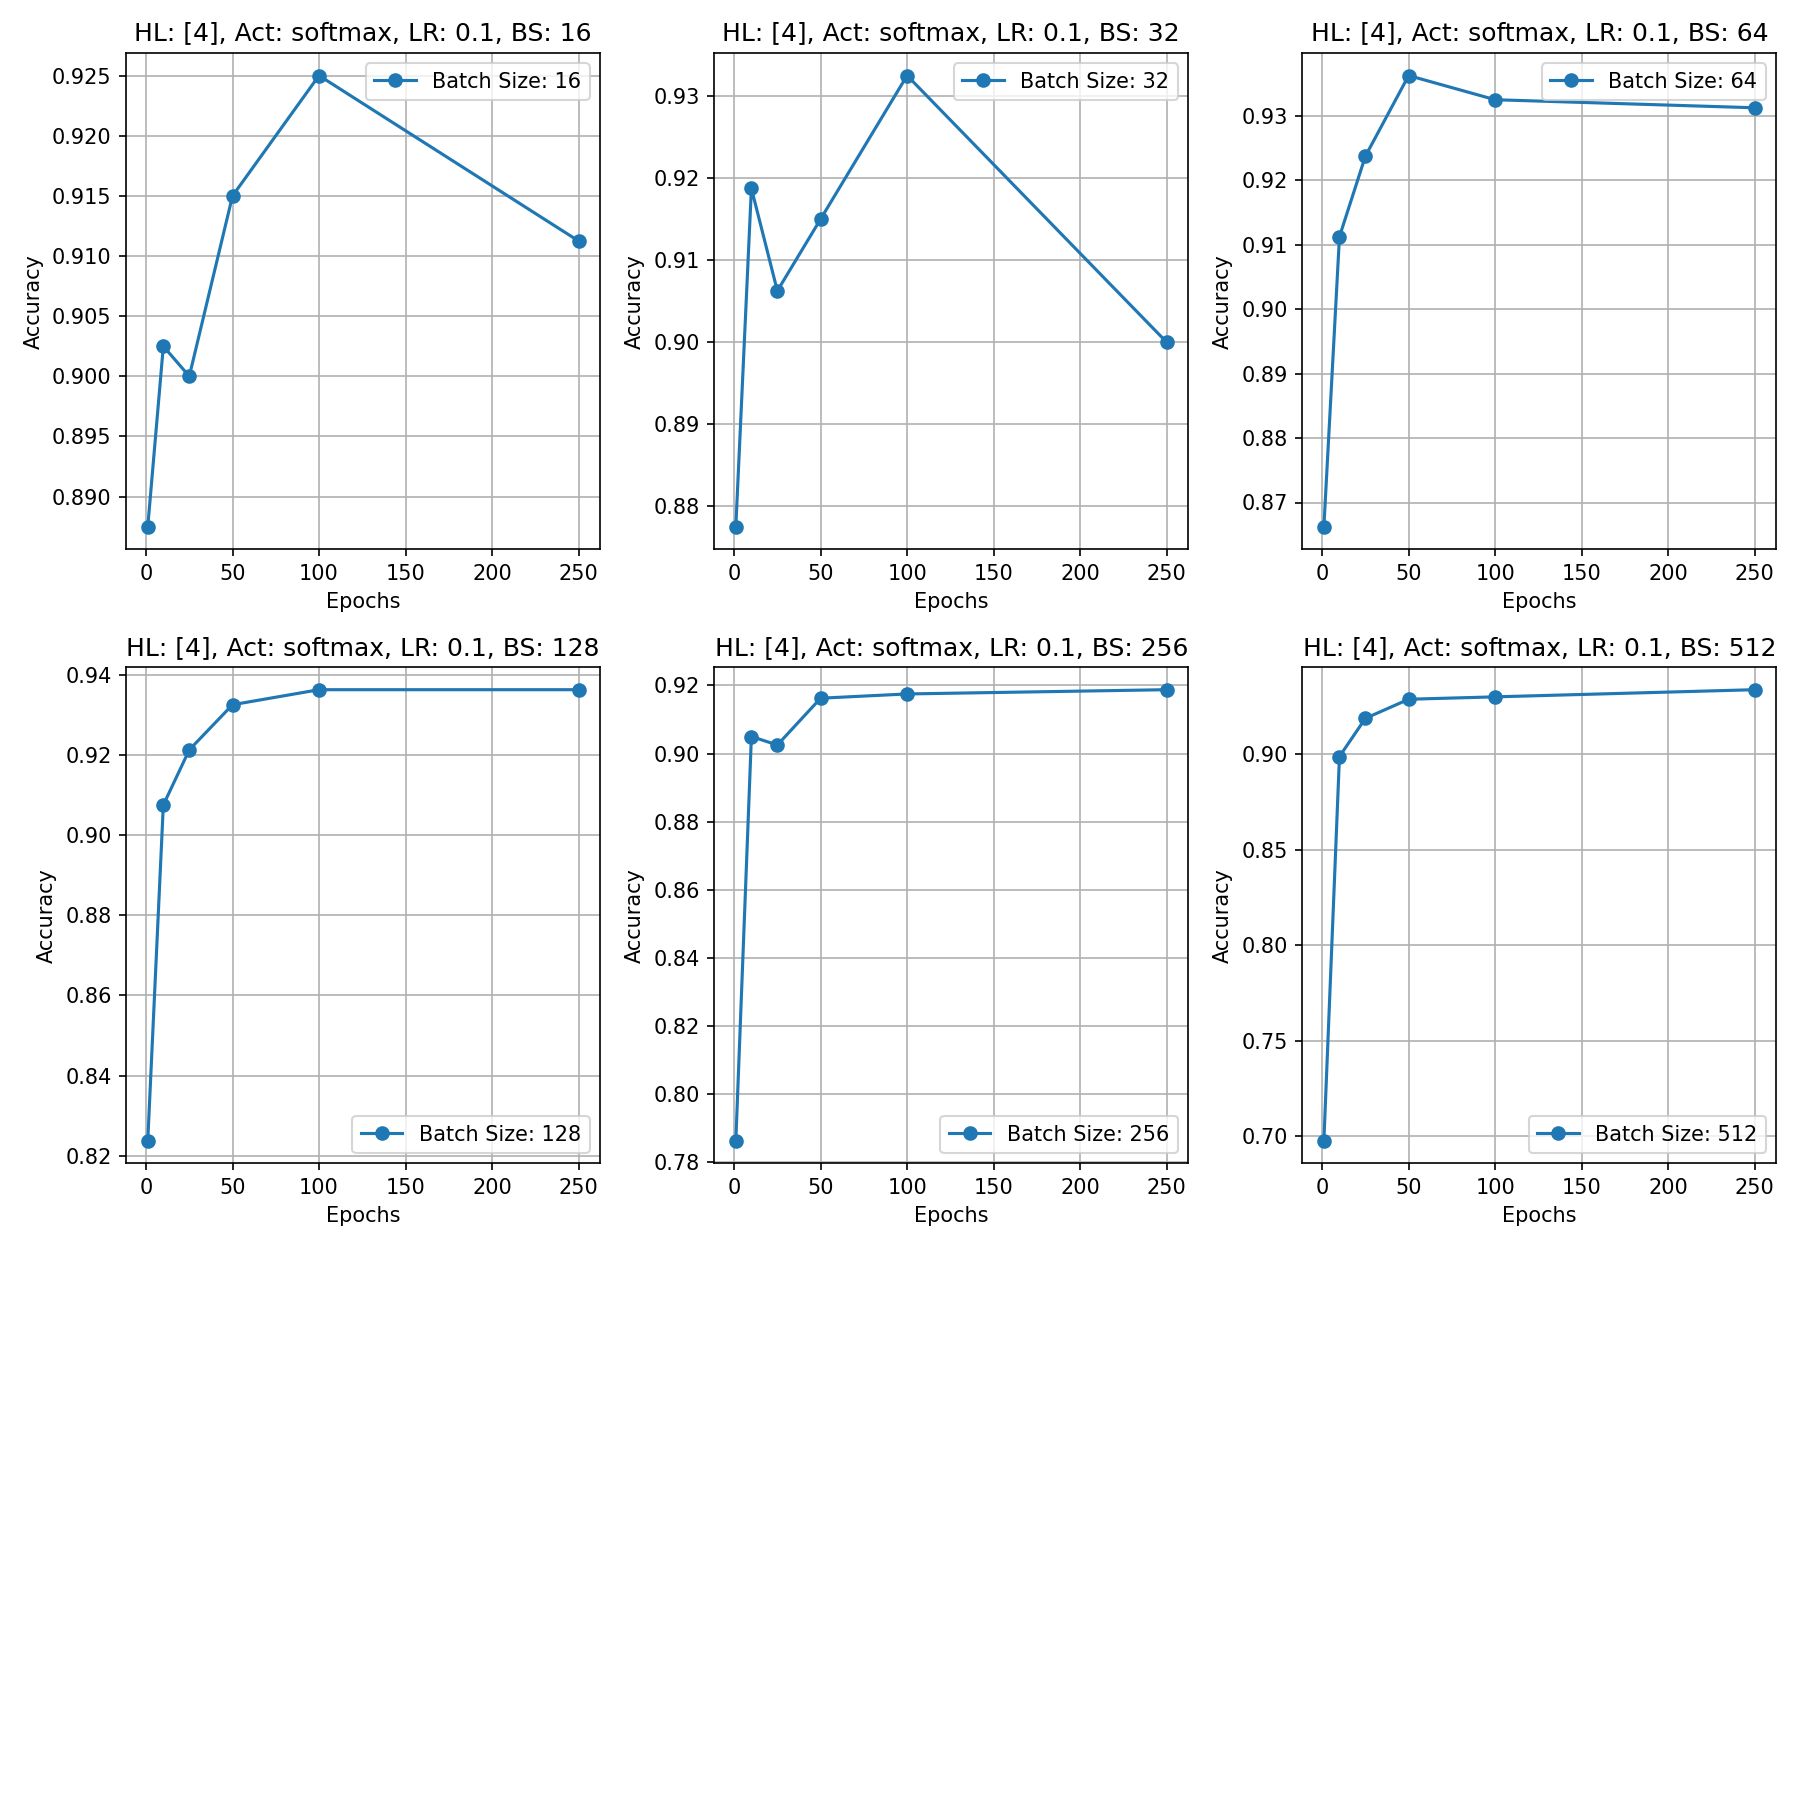 HL: [4], Act: softmax, LR: 0.1, BS: 16
Batch Size: 16
0.925
0.920
0.915
0.910
0.905
0.900
0.895
0.890
Accuracy
0 50 100 150 200 250
Epochs
HL: [4], Act: softmax, LR: 0.1, BS: 32
Batch Size: 32
0.93
0.92
0.91
0.90
0.89
0.88
Accuracy
0 50 100 150 200 250
Epochs
HL: [4], Act: softmax, LR: 0.1, BS: 64
Batch Size: 64
0.93
0.92
0.91
0.90
0.89
0.88
0.87
Accuracy
0 50 100 150 200 250
Epochs
HL: [4], Act: softmax, LR: 0.1, BS: 128
0.94
0.92
0.90
0.88
0.86
0.84
0.82
Accuracy
Batch Size: 128
0 50 100 150 200 250
Epochs
HL: [4], Act: softmax, LR: 0.1, BS: 256
0.92
0.90
0.88
0.86
0.84
0.82
0.80
0.78
Accuracy
Batch Size: 256
0 50 100 150 200 250
Epochs
HL: [4], Act: softmax, LR: 0.1, BS: 512
0.90
0.85
0.80
0.75
0.70
Accuracy
Batch Size: 512
0 50 100 150 200 250
Epochs